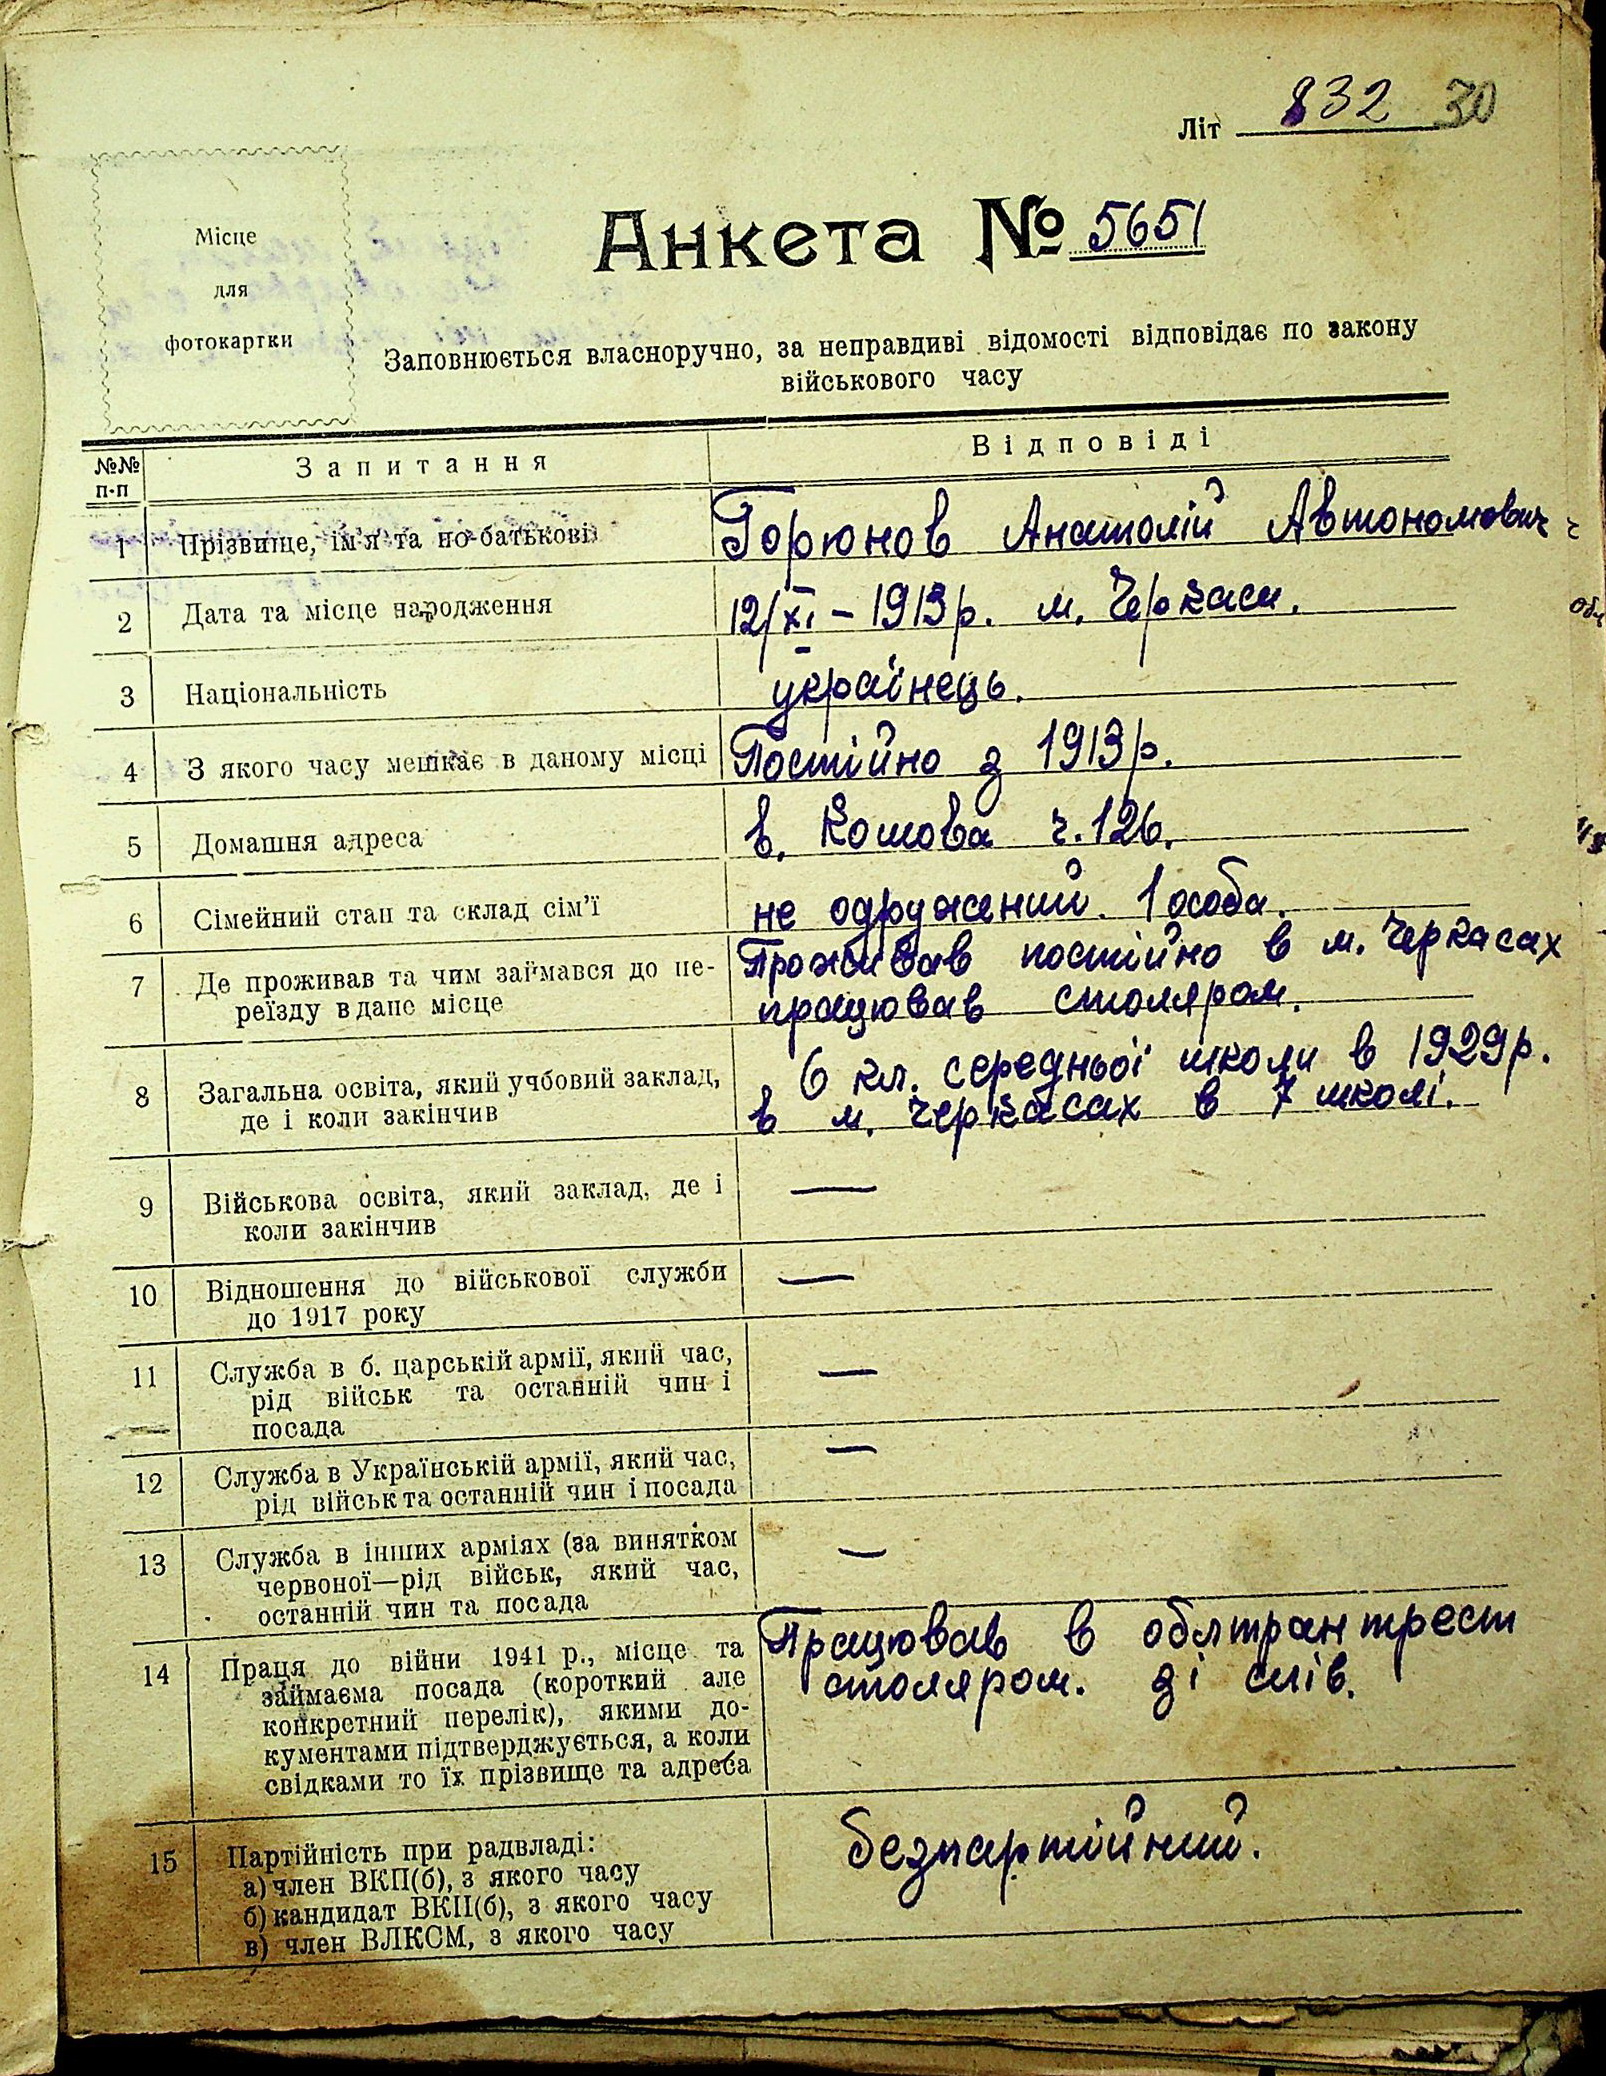 Літ 832 30
Місце
для
фотокартки
Анкета № 5651
Заповнюється власноручно, за неправдиві відомості відповідає по закону
військового часу
№№ п-п Запитання Відповіді
1 Прізвище, ім'я та по-батькові Горюнов Анатолій Автономович
2 Дата та місце народження 12/XI – 1913 р. м. Черкаси.
3 Національність українець.
4 З якого часу мешкає в даному місці Постійно з 1913 р.
5 Домашня адреса в. Кошова ч. 126.
6 Сімейний стан та склад сім'ї не одружений. 1 особа.
7 Де проживав та чим займався до пе- Проживав постійно в м. Черкасах
реїзду в дане місце працював столяром.
8 Загальна освіта, який учбовий заклад, 6 кл. середньої школи в 1929 р.
де і коли закінчив в м. Черкасах в 7 школі.
9 Військова освіта, який заклад, де і —
коли закінчив
10 Відношення до військової служби —
до 1917 року
11 Служба в б. царській армії, який час, —
рід військ та останній чин і
посада
12 Служба в Українській армії, який час, —
рід військ та останній чин і посада
13 Служба в інших арміях (за винятком —
червоної—рід військ, який час,
останній чин та посада
14 Праця до війни 1941 р., місце та Працював в облтрантрест
займаєма посада (короткий але столяром. зі слів.
конкретний перелік), якими до-
кументами підтверджується, а коли
свідками то їх прізвище та адреса
15 Партійність при радвладі: безпартійний.
а) член ВКП(б), з якого часу
б) кандидат ВКП(б), з якого часу
в) член ВЛКСМ, з якого часу